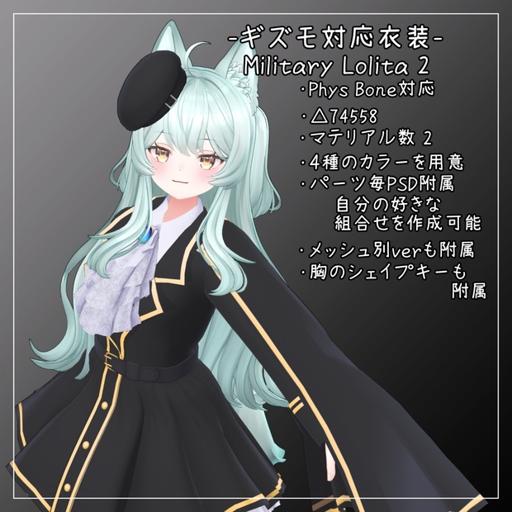 -ギズモ対応衣装-
Military Lolita 2
・Phys Bone対応
・△74558
・マテリアル数 2
・4種のカラーを用意
・パーツ毎PSD附属
自分の好きな
組合せを作成可能
・メッシュ別verも附属
・胸のシェイプキーも
附属